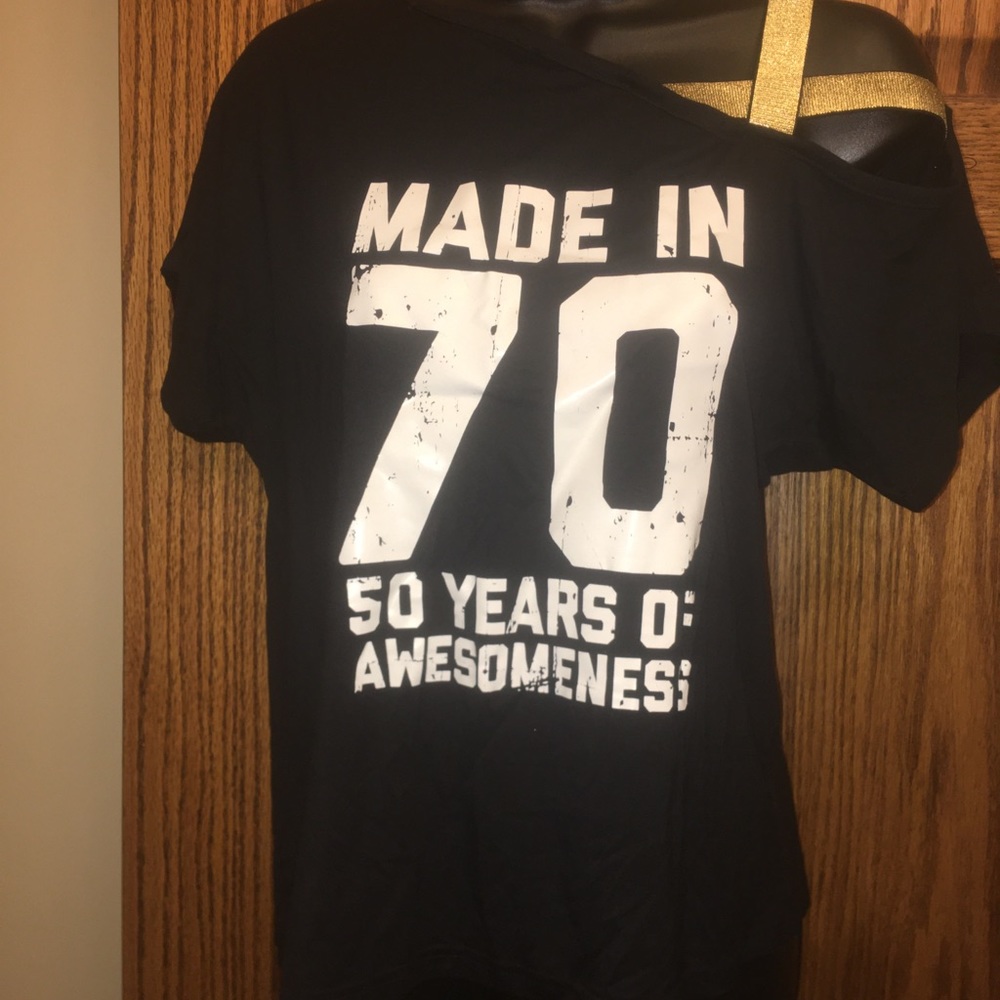 MADE IN
70
50 YEARS OF
AWESOMENESS